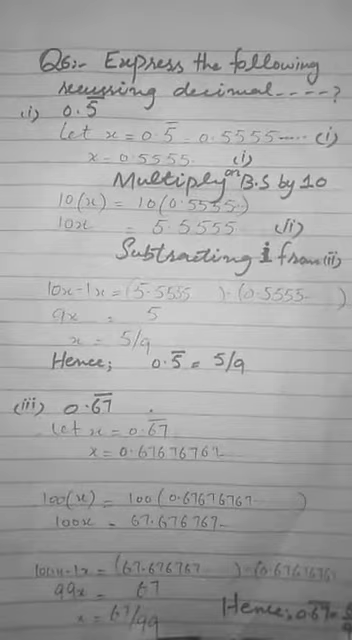 Q6:- Express the following
recurring decimal.....?
(i) 0.5̅
Let x = 0.5̅ = 0.5555..... (i)
x = 0.5555. (i)
Multiply on B.S by 10
10(x) = 10(0.5555..)
10x = 5.5555 (ii)
Subtracting i from (ii)
10x-1x = (5.5555 ) - (0.5555. )
9x = 5
x = 5/9
Hence; 0.5̅ = 5/9
(iii) 0.6̅7̅
Let x = 0.6̅7̅
x = 0.67676767..
100(x) = 100(0.67676767.. )
100x = 67.676767..
100x-1x = (67.676767 ) - (0.676767
99x = 67
x = 67/99
Hence; 0.6̅7̅ =